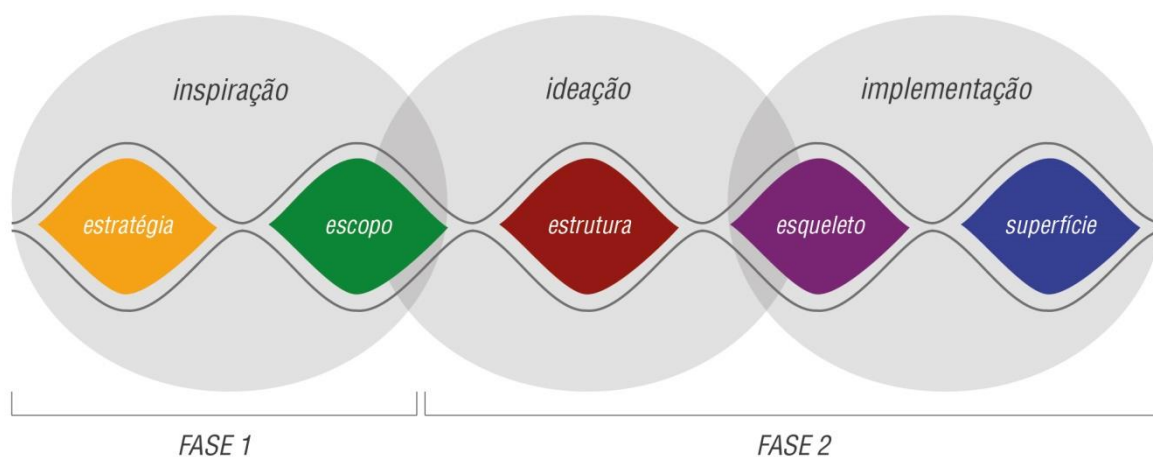 inspiração
ideação
implementação
estratégia
escopo
estrutura
esqueleto
superfície
FASE 1
FASE 2